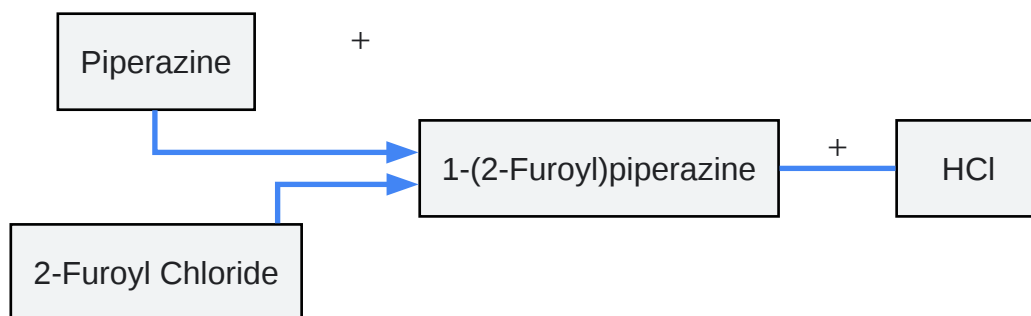 Piperazine
+
1-(2-Furoyl)piperazine
+
HCl
2-Furoyl Chloride